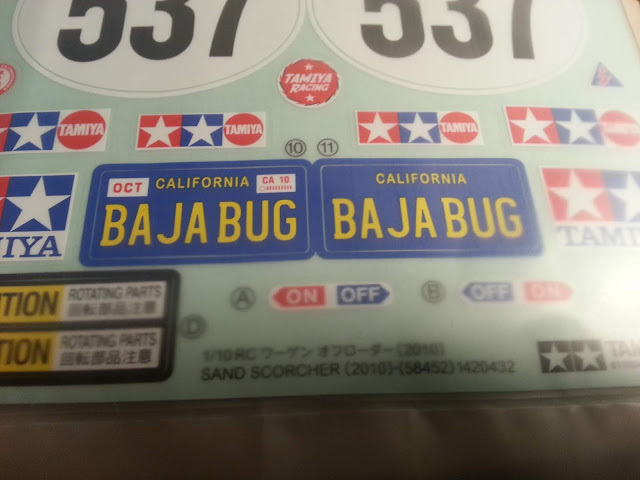 537 537
TAMIYA RACING
TAMIYA TAMIYA TAMIYA TAMIYA
⑩ ⑪
OCT CALIFORNIA CA 10 CALIFORNIA
BAJA BUG BAJA BUG
MIYA TAMI
TION ROTATING PARTS
回転部品注意
Ⓐ ON OFF Ⓑ OFF ON
TION ROTATING PARTS
回転部品注意
Ⓓ
1/10 RC ワーゲン オフローダー (2010)
SAND SCORCHER (2010)-(58452) 1420432
TAM